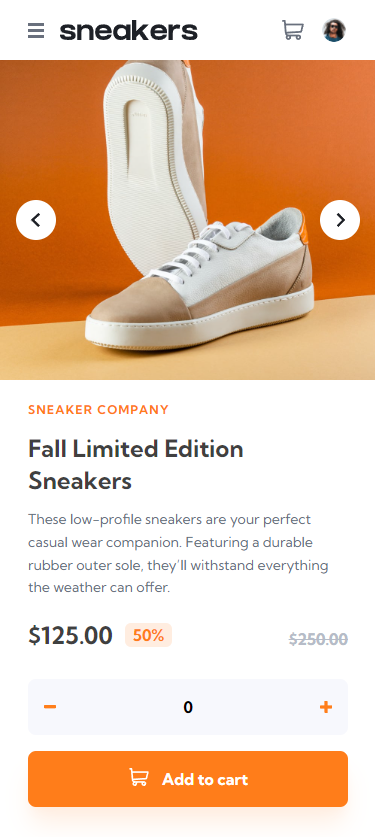 sneakers
SNEAKER COMPANY
Fall Limited Edition
Sneakers
These low-profile sneakers are your perfect
casual wear companion. Featuring a durable
rubber outer sole, they'll withstand everything
the weather can offer.
$125.00 50% $250.00
0
Add to cart